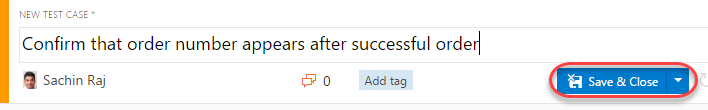 NEW TEST CASE *
Confirm that order number appears after successful order
Sachin Raj 0 Add tag Save & Close